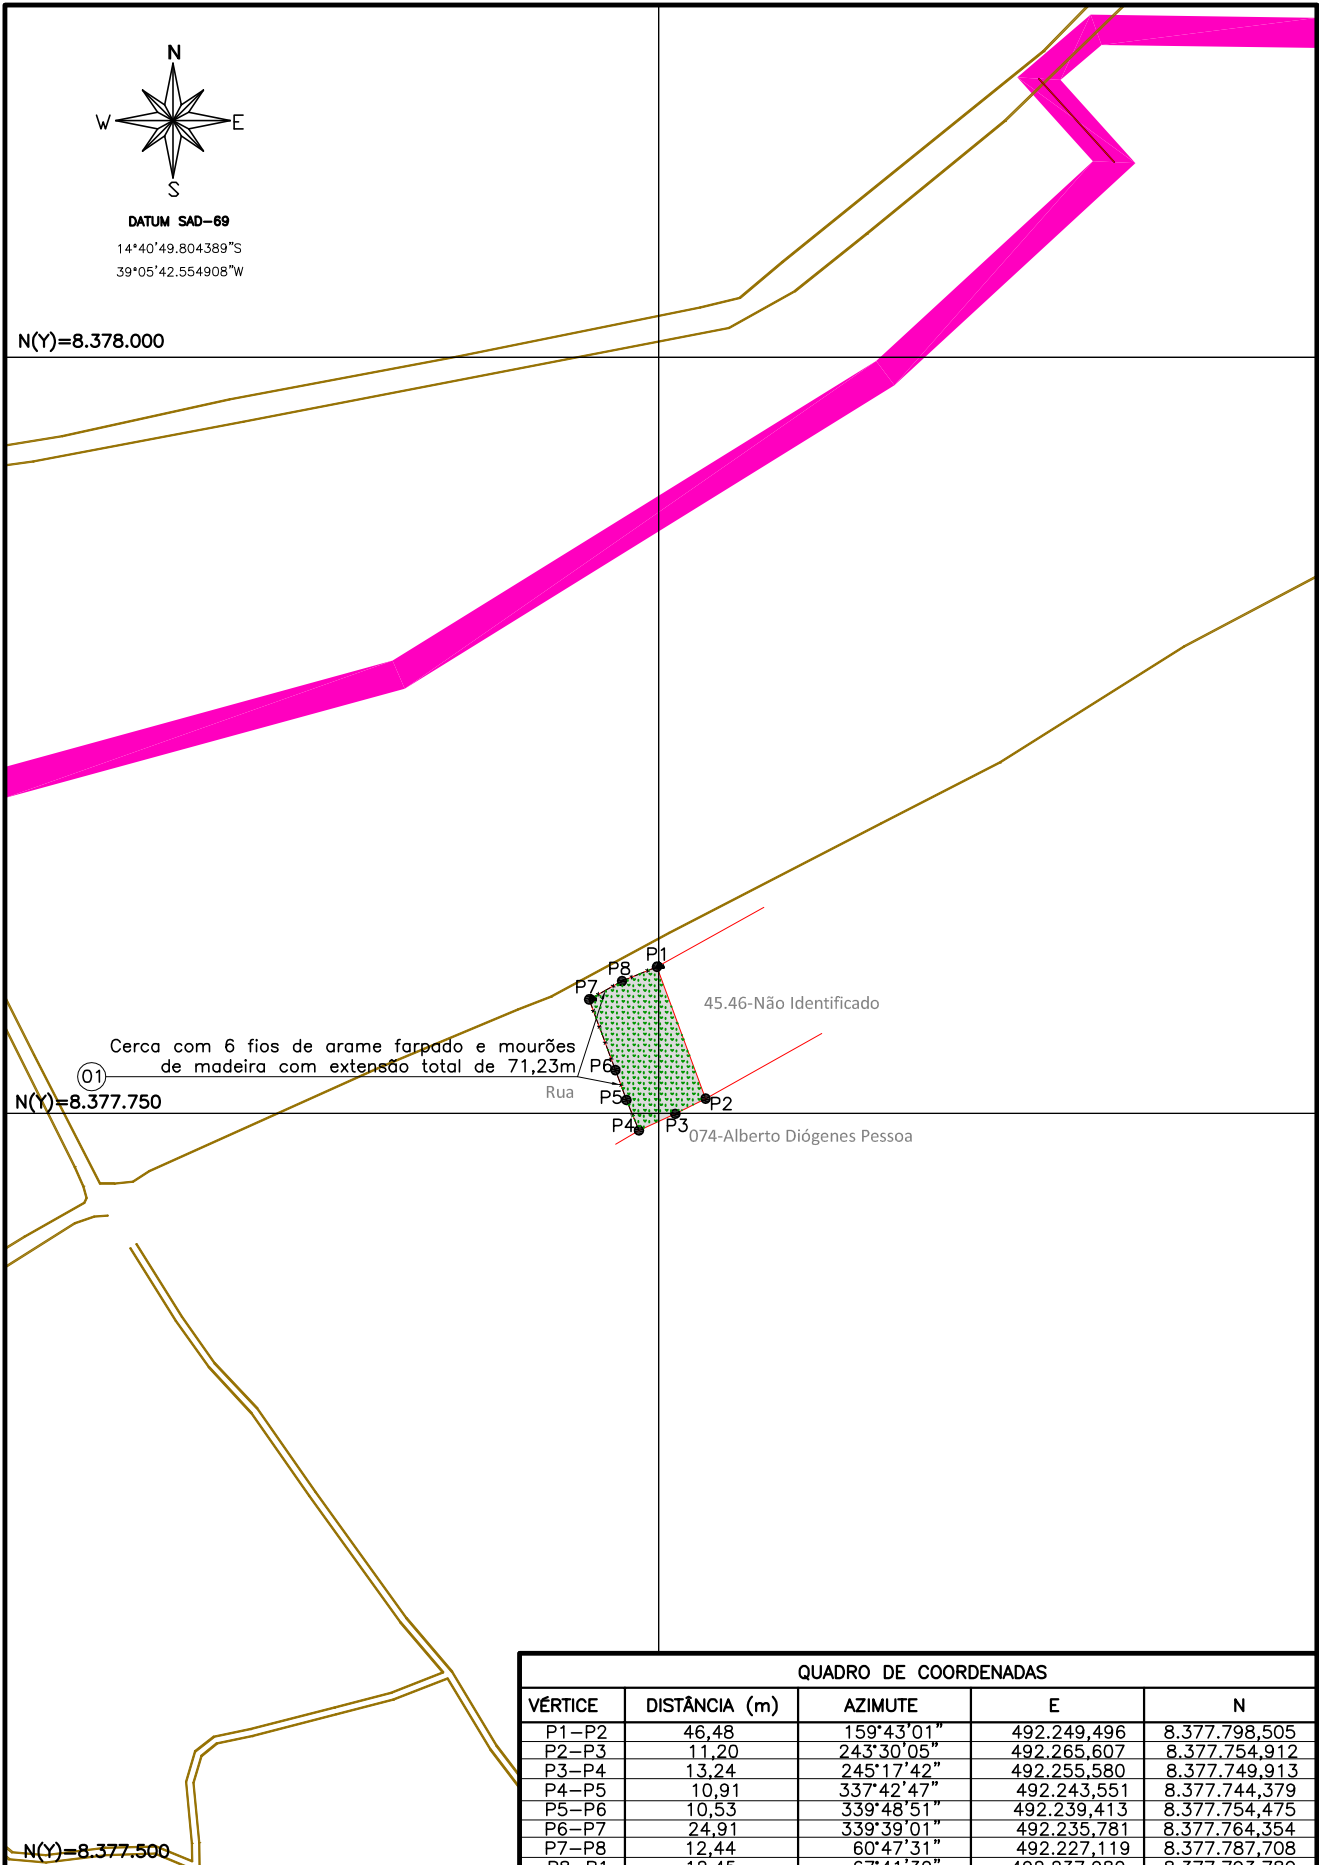 N
W E
S
DATUM SAD-69
14°40'49.804389"S
39°05'42.554908"W
N(Y)=8.378.000
P1
P8
P7
45.46-Não Identificado
Cerca com 6 fios de arame farpado e mourões
de madeira com extensão total de 71,23m
01
P6
Rua
P5
N(Y)=8.377.750
P2
P4
P3
074-Alberto Diógenes Pessoa
QUADRO DE COORDENADAS
VÉRTICE DISTÂNCIA (m) AZIMUTE E N
P1-P2 46,48 159°43'01" 492.249,496 8.377.798,505
P2-P3 11,20 243°30'05" 492.265,607 8.377.754,912
P3-P4 13,24 245°17'42" 492.255,580 8.377.749,913
P4-P5 10,91 337°42'47" 492.243,551 8.377.744,379
P5-P6 10,53 339°48'51" 492.239,413 8.377.754,475
P6-P7 24,91 339°39'01" 492.235,781 8.377.764,354
P7-P8 12,44 60°47'31" 492.227,119 8.377.787,708
P8-P1
N(Y)=8.377.500